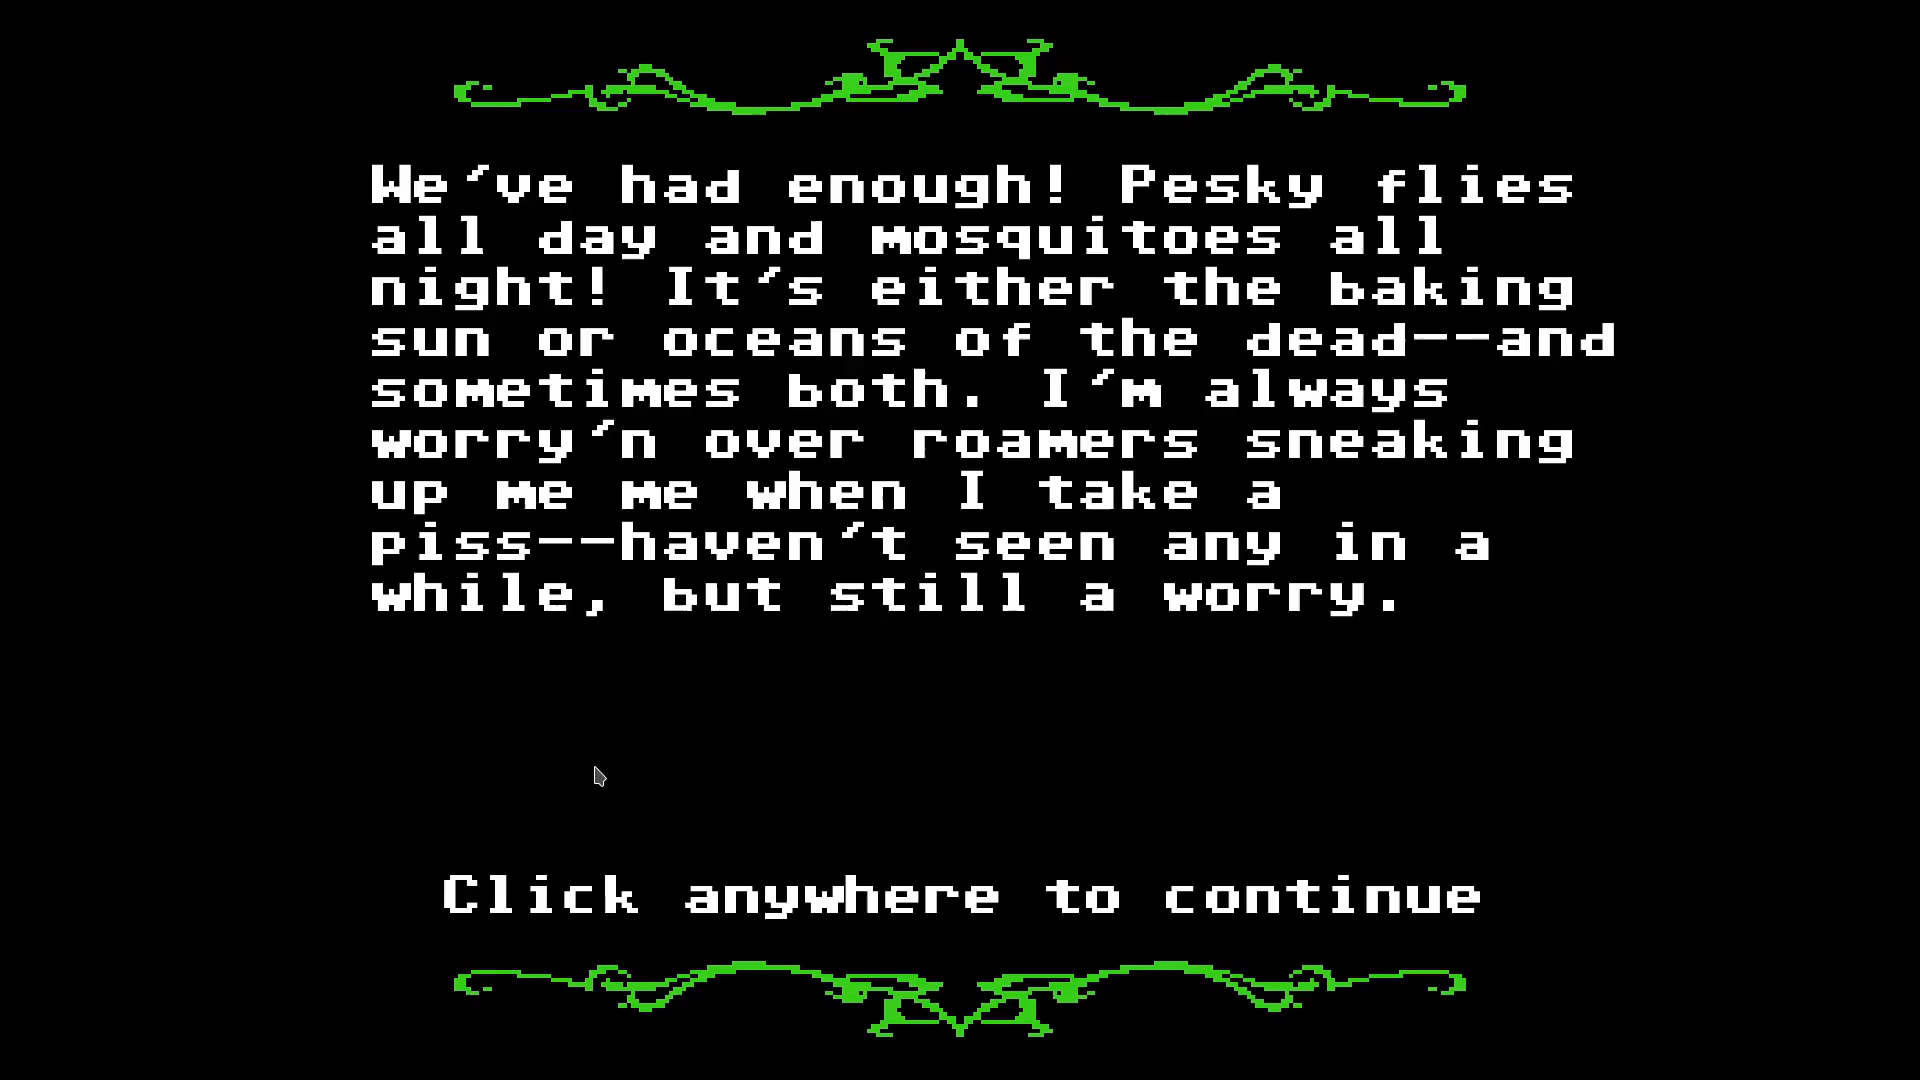 We've had enough! Pesky flies
all day and mosquitoes all
night! It's either the baking
sun or oceans of the dead--and
sometimes both. I'm always
worry'n over roamers sneaking
up me me when I take a
piss--haven't seen any in a
while, but still a worry.
Click anywhere to continue